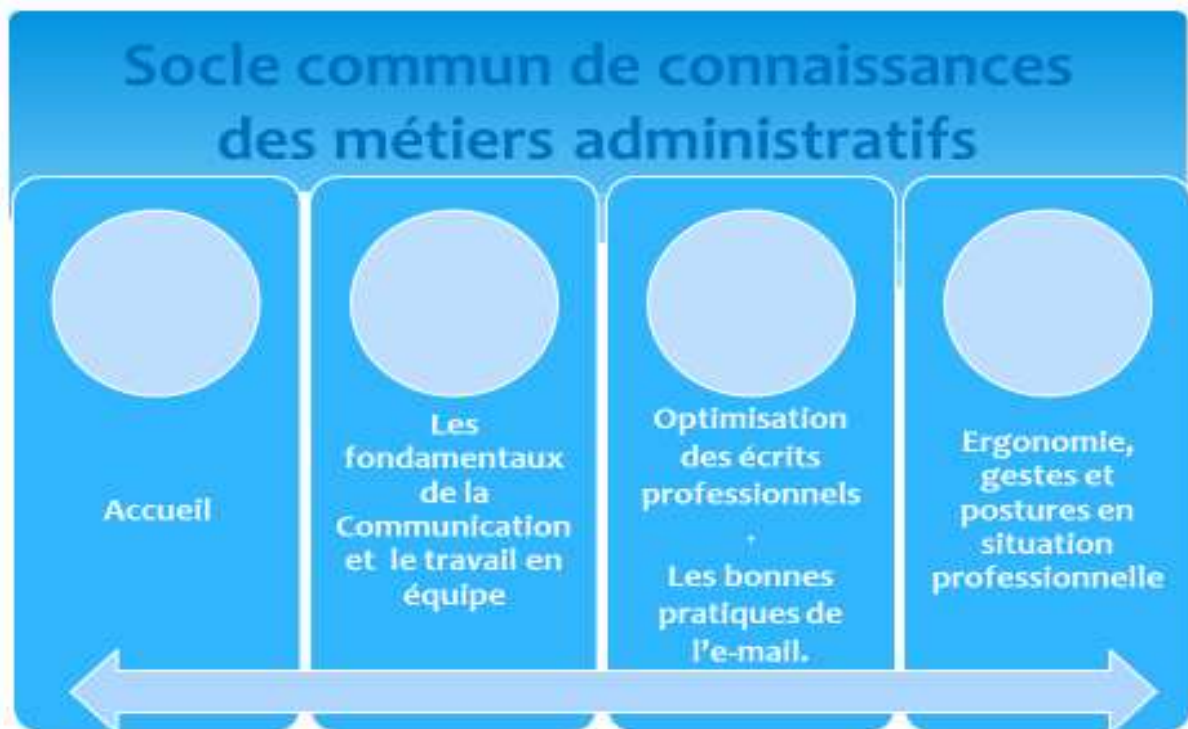 Socle commun de connaissances
des métiers administratifs
Accueil
Les
fondamentaux
de la
Communication
et le travail en
équipe
Optimisation
des écrits
professionnels
.
Les bonnes
pratiques de
l'e-mail.
Ergonomie,
gestes et
postures en
situation
professionnelle